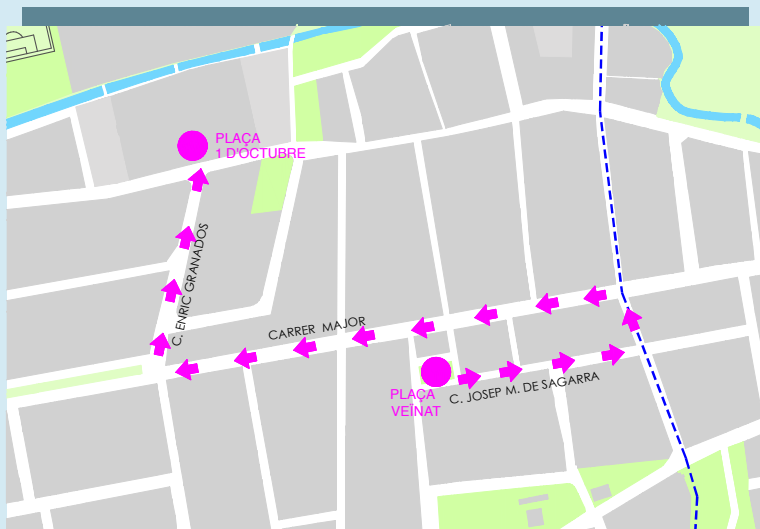 PLAÇA
1 D'OCTUBRE
C. ENRIC GRANADOS
CARRER MAJOR
PLAÇA
VEÏNAT
C. JOSEP M. DE SAGARRA